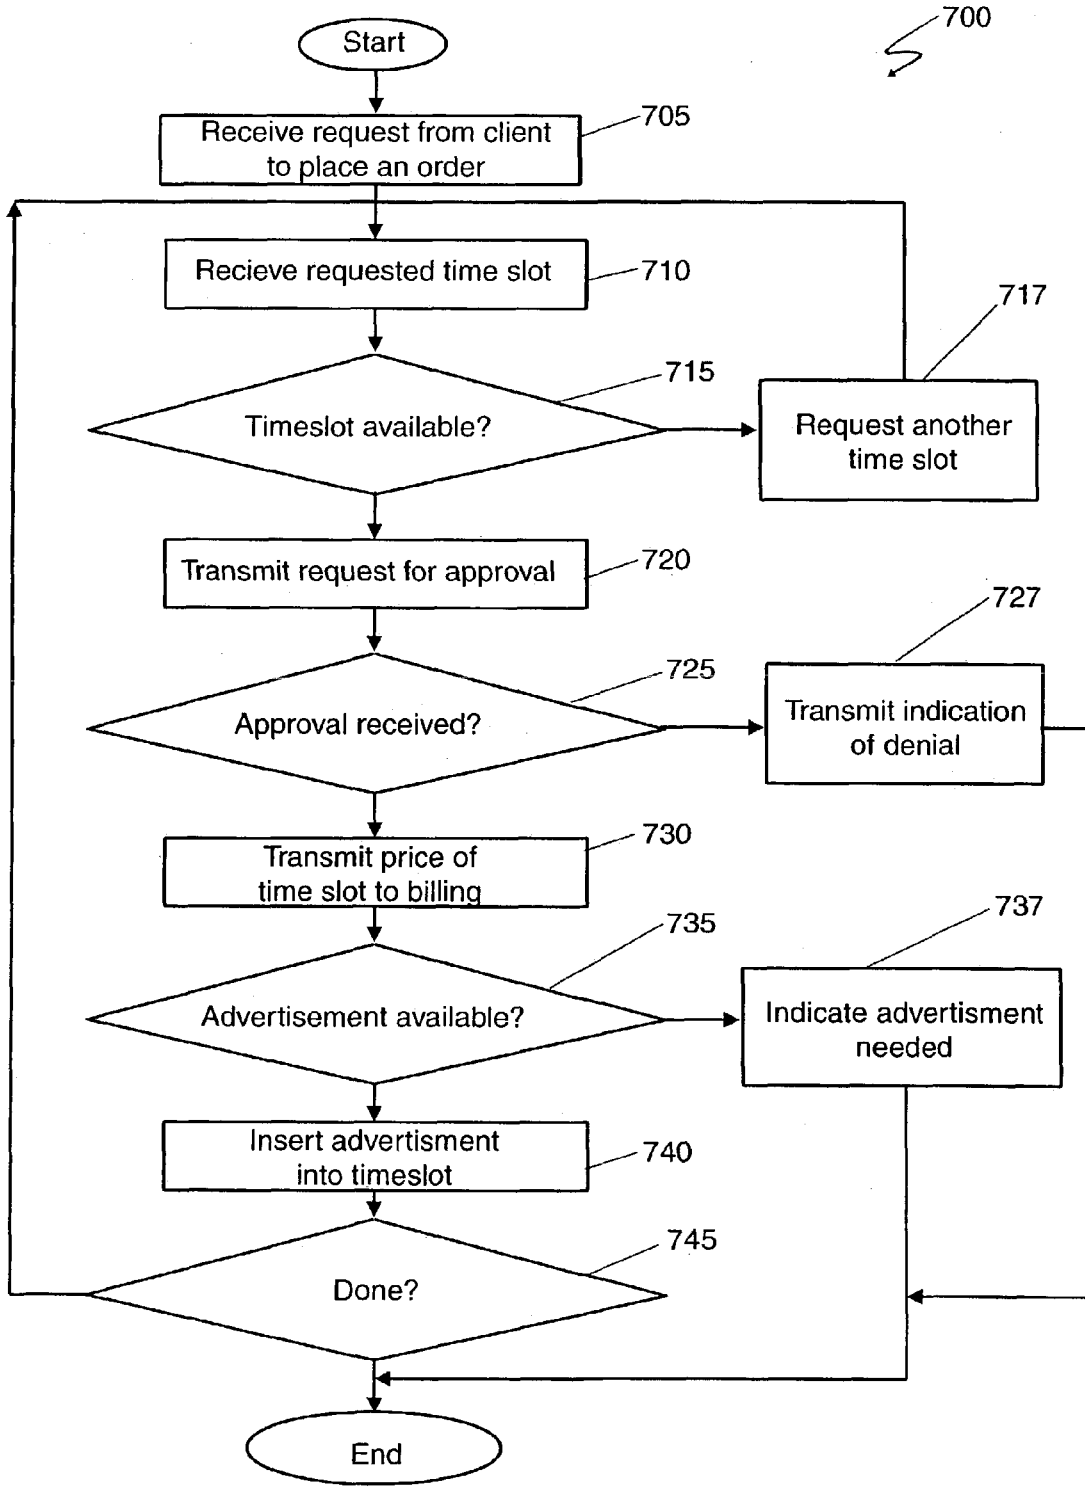 700
Start
705
Receive request from client
to place an order
Recieve requested time slot
710
717
715
Timeslot available?
Request another
time slot
Transmit request for approval
720
727
725
Approval received?
Transmit indication
of denial
730
Transmit price of
time slot to billing
735
737
Advertisement available?
Indicate advertisment
needed
Insert advertisment
into timeslot
740
745
Done?
End